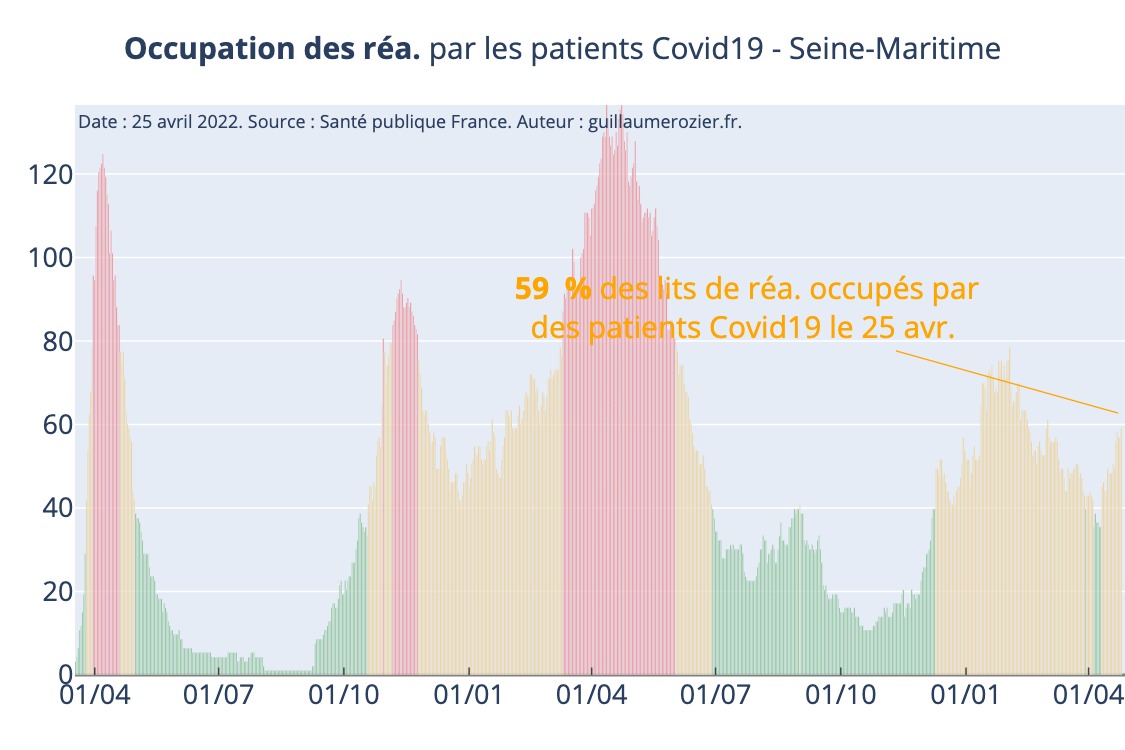 Occupation des réa. par les patients Covid19 - Seine-Maritime
Date : 25 avril 2022. Source : Santé publique France. Auteur : guillaumerozier.fr.
120
100
59 % des lits de réa. occupés par
des patients Covid19 le 25 avr.
80
60
40
20
0
01/04 01/07 01/10 01/01 01/04 01/07 01/10 01/01 01/04